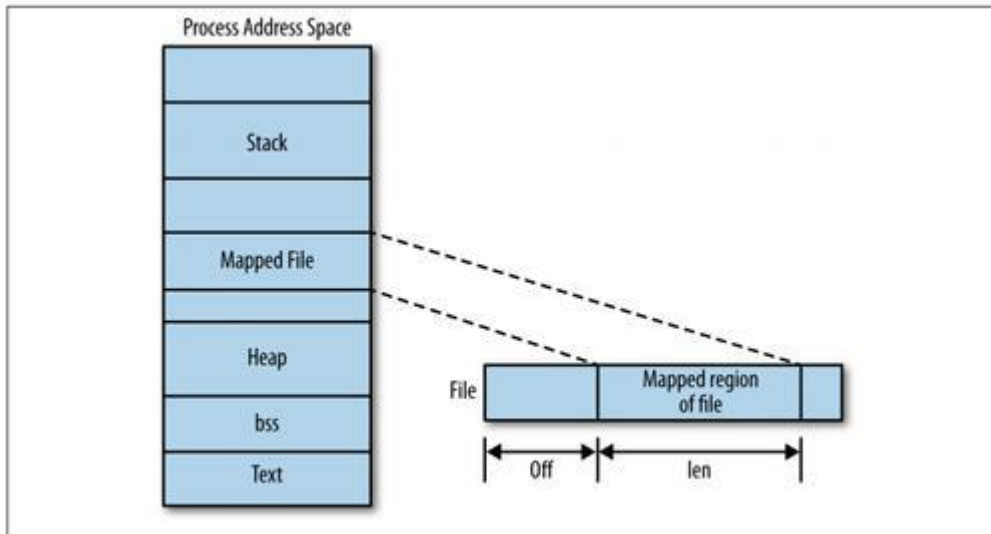 Process Address Space
Stack
Mapped File
Heap
bss
Text
File
Mapped region
of file
Off
len